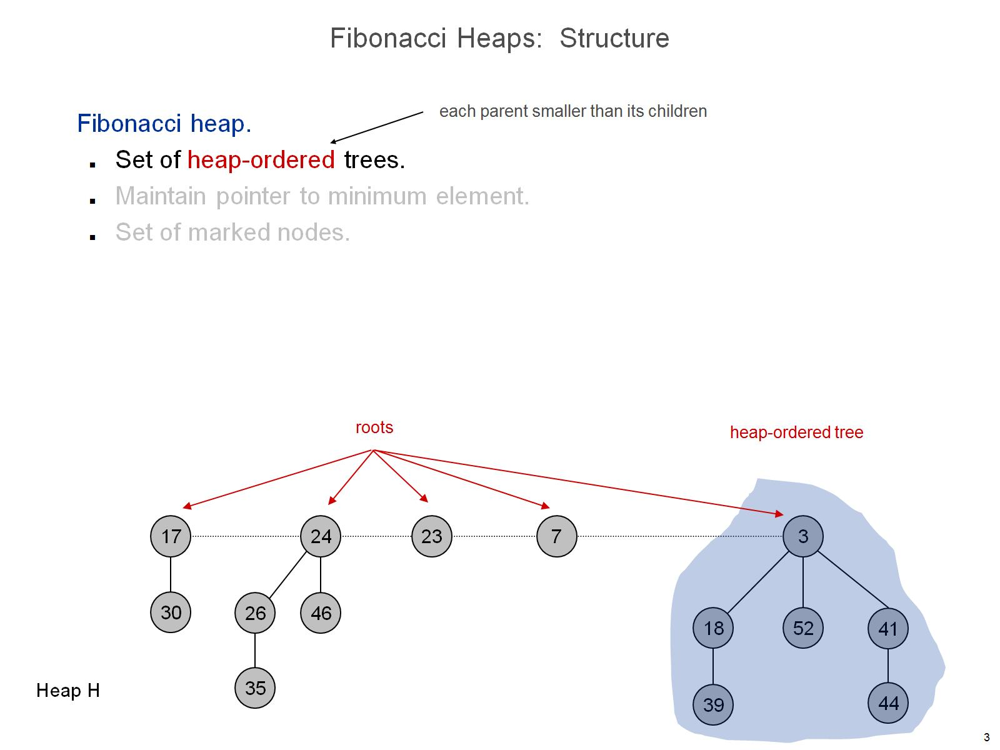 Fibonacci Heaps: Structure
each parent smaller than its children
Fibonacci heap.
Set of heap-ordered trees.
Maintain pointer to minimum element.
Set of marked nodes.
roots
heap-ordered tree
17 24 23 7 3
30 26 46 18 52 41
35 39 44
Heap H
3